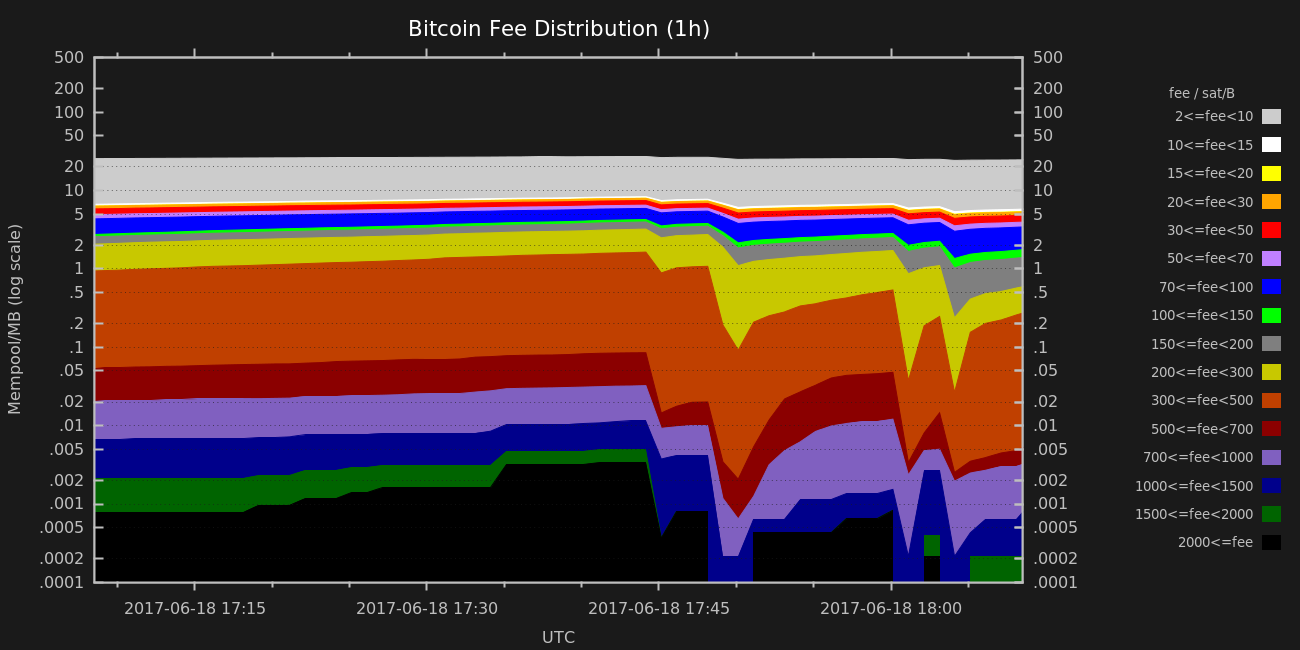 Bitcoin Fee Distribution (1h)
500 500
200 200
100 100
50 50
20 20
10 10
5 5
2 2
1 1
.5 .5
.2 .2
.1 .1
.05 .05
.02 .02
.01 .01
.005 .005
.002 .002
.001 .001
.0005 .0005
.0002 .0002
.0001 .0001
Mempool/MB (log scale)
2017-06-18 17:15 2017-06-18 17:30 2017-06-18 17:45 2017-06-18 18:00
UTC
fee / sat/B
2<=fee<10
10<=fee<15
15<=fee<20
20<=fee<30
30<=fee<50
50<=fee<70
70<=fee<100
100<=fee<150
150<=fee<200
200<=fee<300
300<=fee<500
500<=fee<700
700<=fee<1000
1000<=fee<1500
1500<=fee<2000
2000<=fee